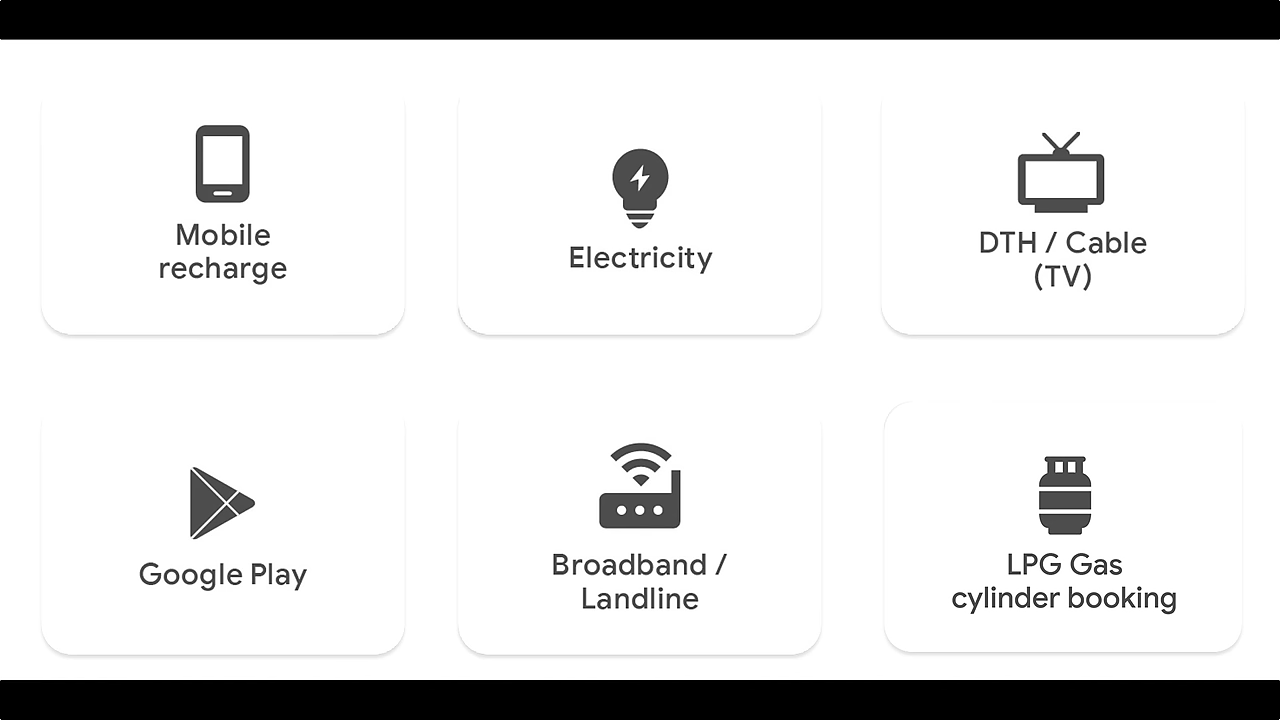 Mobile
recharge
Electricity
DTH / Cable
(TV)
Google Play
Broadband /
Landline
LPG Gas
cylinder booking